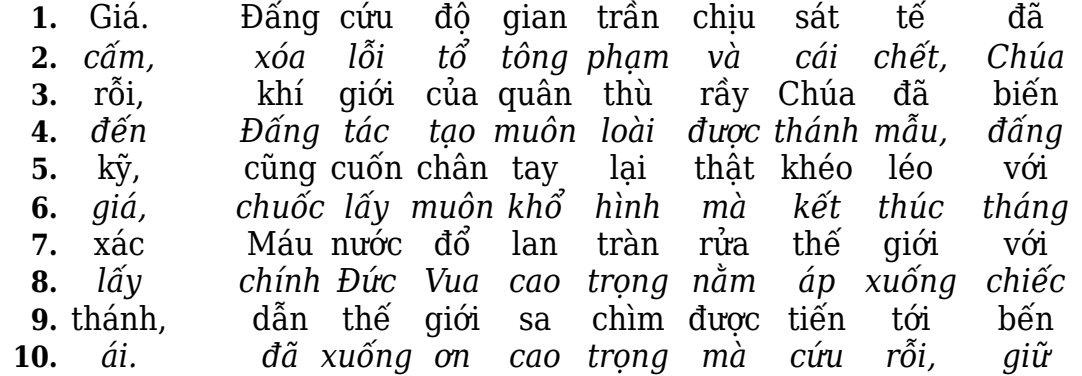 1. Giá. Đấng cứu độ gian trần chịu sát tế đã
2. cấm, xóa lỗi tổ tông phạm và cái chết, Chúa
3. rỗi, khí giới của quân thù rầy Chúa đã biến
4. đến Đấng tác tạo muôn loài được thánh mẫu, đấng
5. kỹ, cũng cuốn chân tay lại thật khéo léo với
6. giá, chuốc lấy muôn khổ hình mà kết thúc tháng
7. xác Máu nước đổ lan tràn rửa thế giới với
8. lấy chính Đức Vua cao trọng nằm áp xuống chiếc
9. thánh, dẫn thế giới sa chìm được tiến tới bến
10. ái. đã xuống ơn cao trọng mà cứu rỗi, giữ